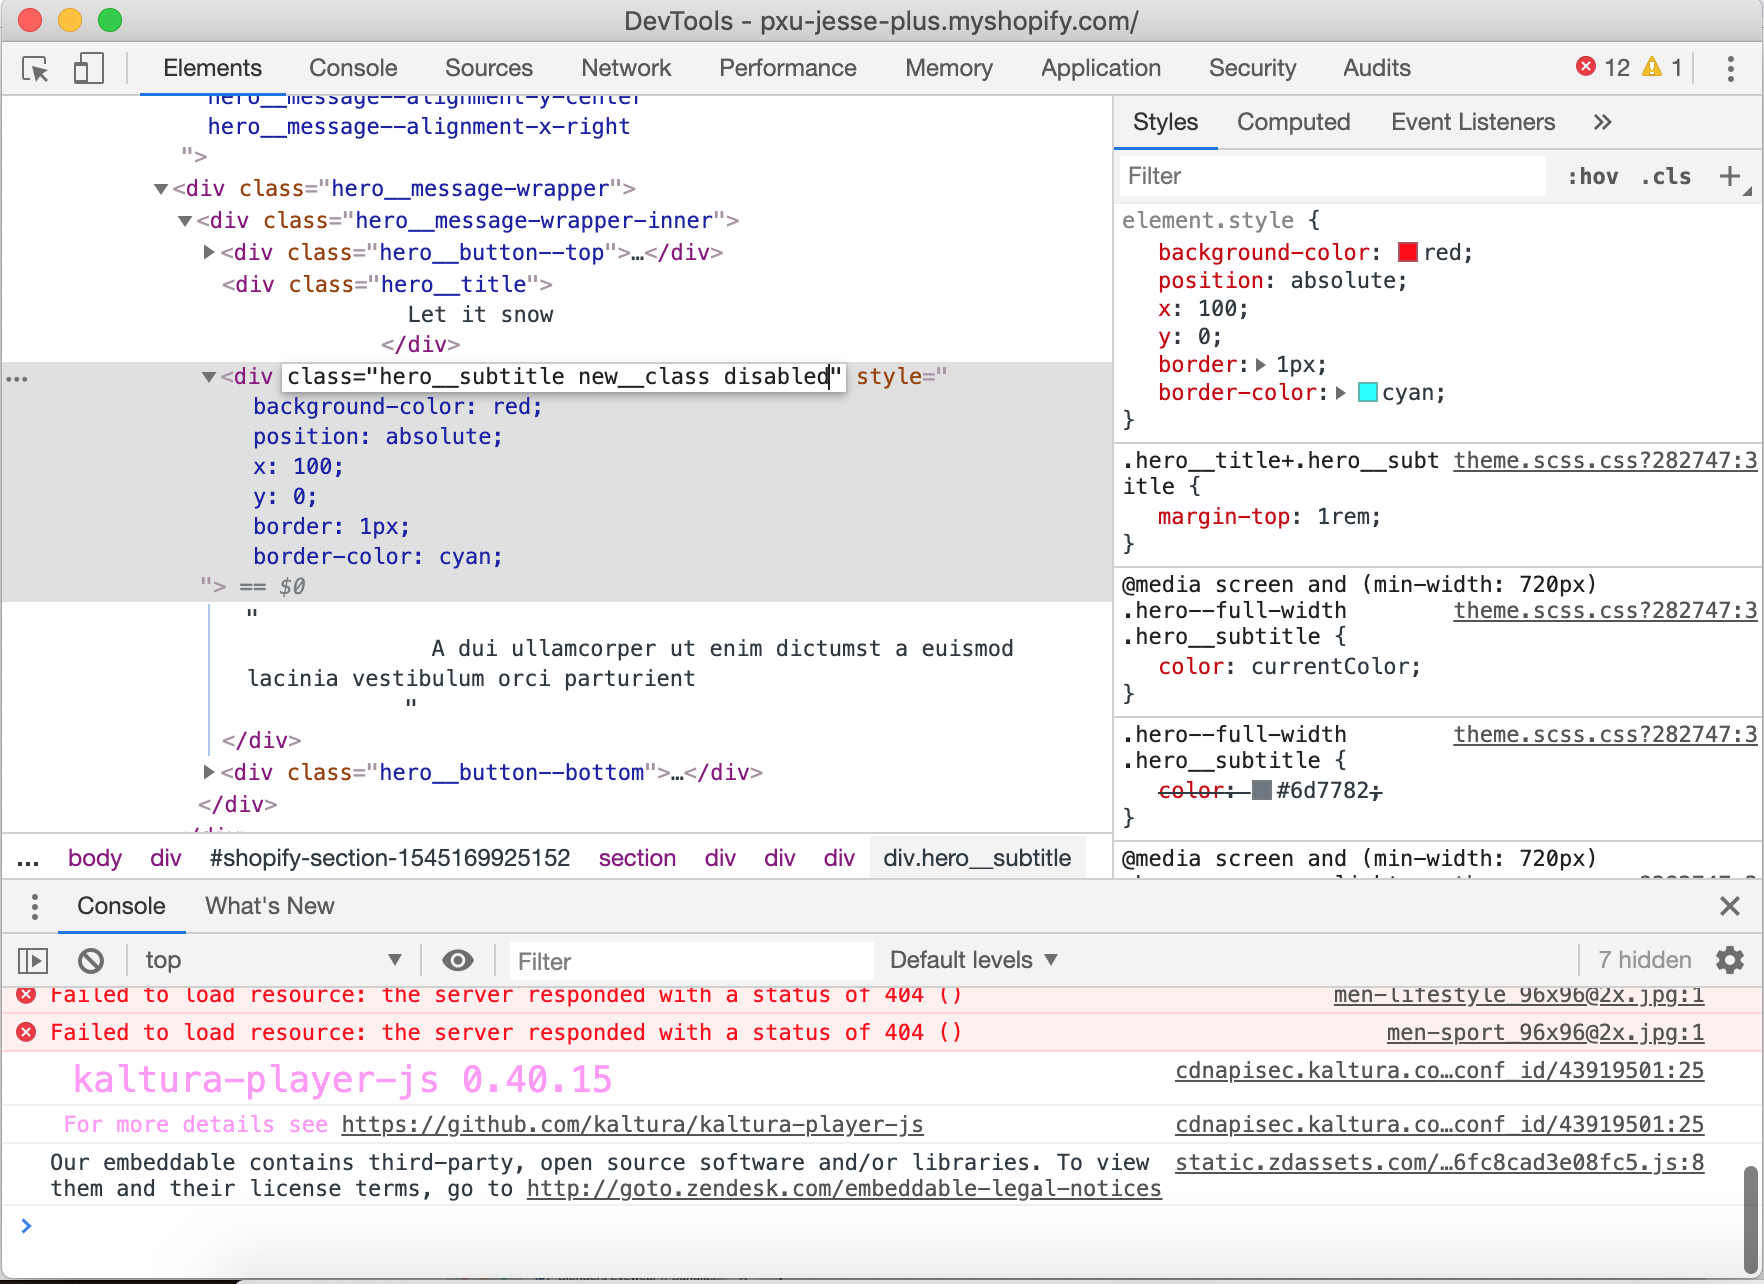 DevTools - pxu-jesse-plus.myshopify.com/
Elements Console Sources Network Performance Memory Application Security Audits 12 1
hero__message--alignment-y-center
hero__message--alignment-x-right
">
▼<div class="hero__message-wrapper">
▼<div class="hero__message-wrapper-inner">
▶<div class="hero__button--top">…</div>
<div class="hero__title">
Let it snow
</div>
… ▼<div class="hero__subtitle new__class disabled" style="
background-color: red;
position: absolute;
x: 100;
y: 0;
border: 1px;
border-color: cyan;
"> == $0
"
A dui ullamcorper ut enim dictumst a euismod
lacinia vestibulum orci parturient
"
</div>
▶<div class="hero__button--bottom">…</div>
</div>
</div>
… body div #shopify-section-1545169925152 section div div div div.hero__subtitle
Styles Computed Event Listeners »
Filter :hov .cls +
element.style {
background-color: red;
position: absolute;
x: 100;
y: 0;
border:▶ 1px;
border-color:▶ cyan;
}
.hero__title+.hero__subt theme.scss.css?282747:3
itle {
margin-top: 1rem;
}
@media screen and (min-width: 720px)
.hero--full-width theme.scss.css?282747:3
.hero__subtitle {
color: currentColor;
}
.hero--full-width theme.scss.css?282747:3
.hero__subtitle {
color: #6d7782;
}
@media screen and (min-width: 720px)
Console What's New
top ▼ Filter Default levels ▼ 7 hidden
Failed to load resource: the server responded with a status of 404 () men-lifestyle_96x96@2x.jpg:1
Failed to load resource: the server responded with a status of 404 () men-sport_96x96@2x.jpg:1
kaltura-player-js 0.40.15 cdnapisec.kaltura.co…conf_id/43919501:25
For more details see https://github.com/kaltura/kaltura-player-js cdnapisec.kaltura.co…conf_id/43919501:25
Our embeddable contains third-party, open source software and/or libraries. To view static.zdassets.com/…6fc8cad3e08fc5.js:8
them and their license terms, go to http://goto.zendesk.com/embeddable-legal-notices
>